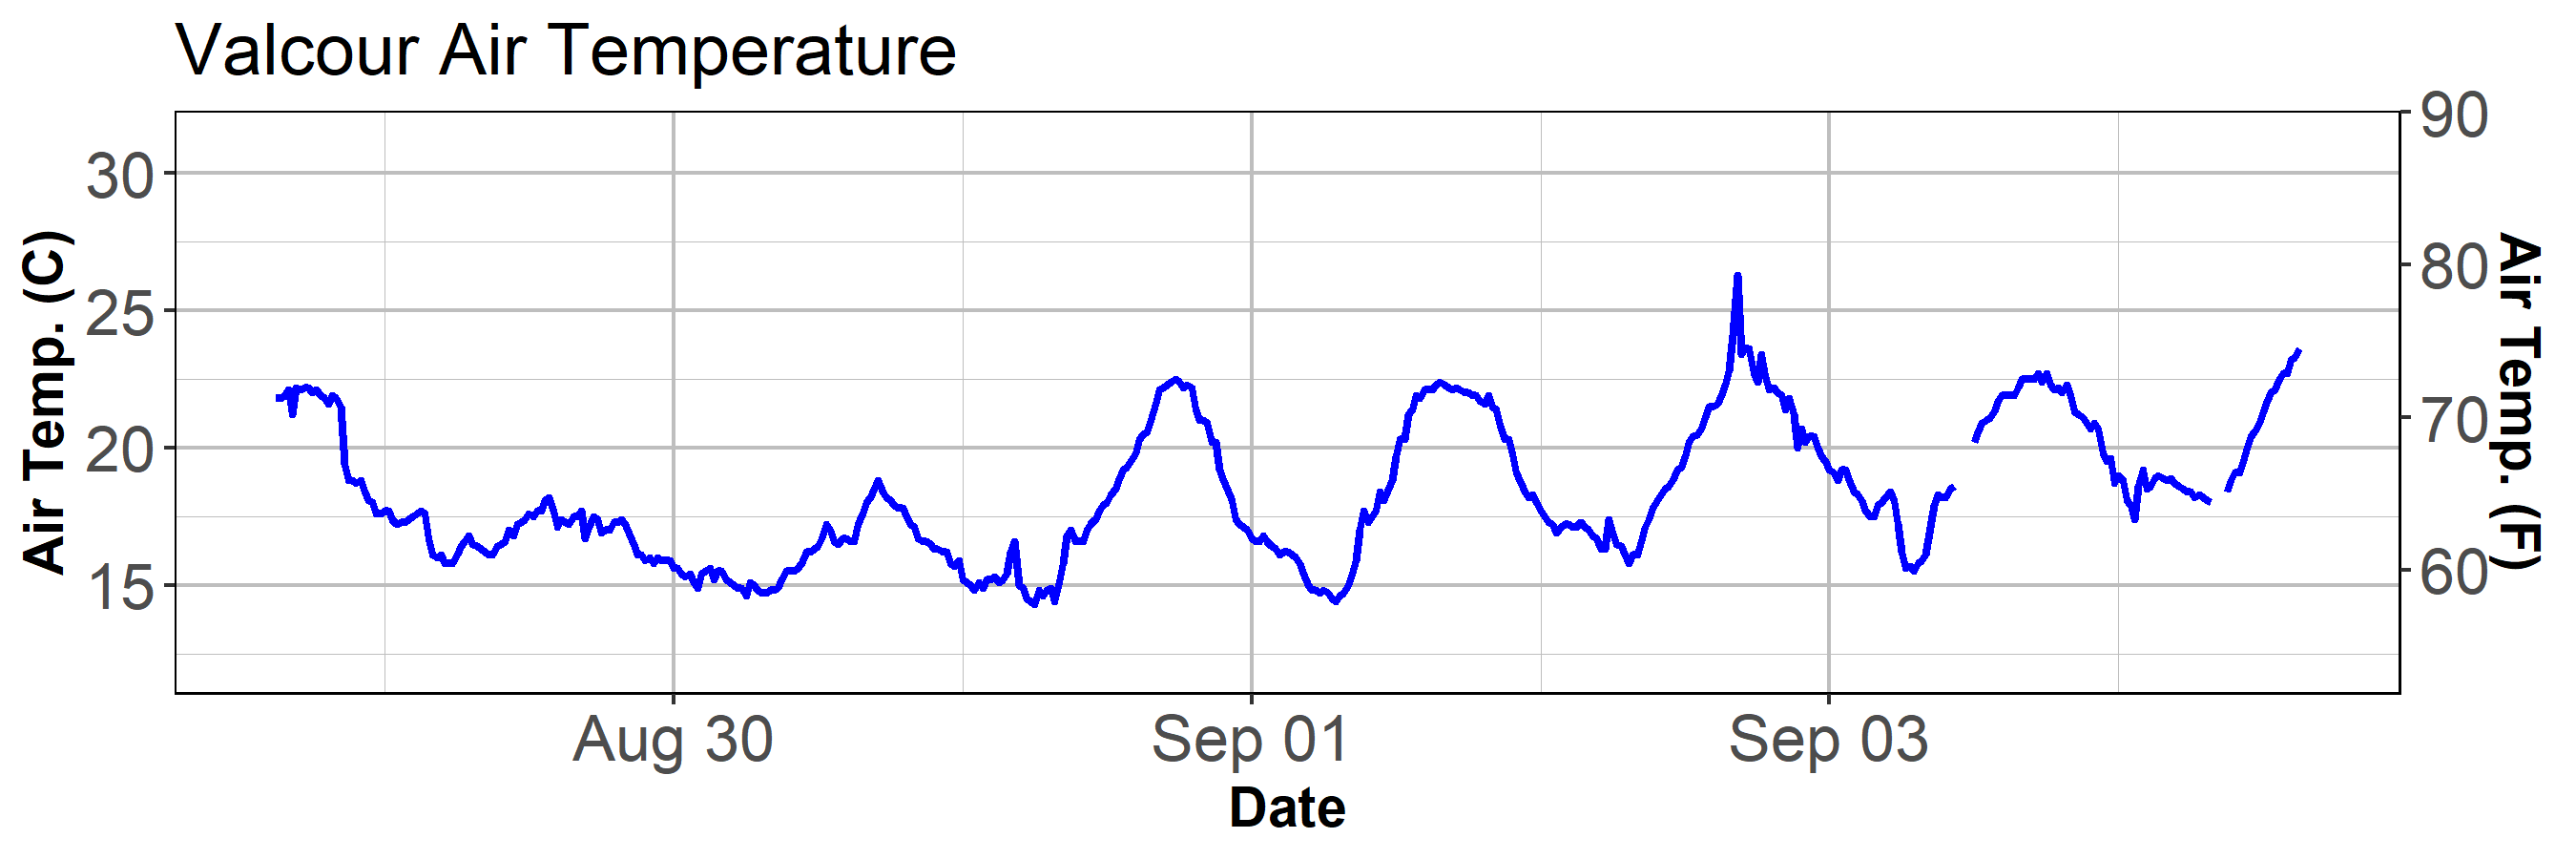 Valcour Air Temperature
30
25
20
15
Air Temp. (C)
90
80
70
60
Air Temp. (F)
Aug 30
Sep 01
Sep 03
Date